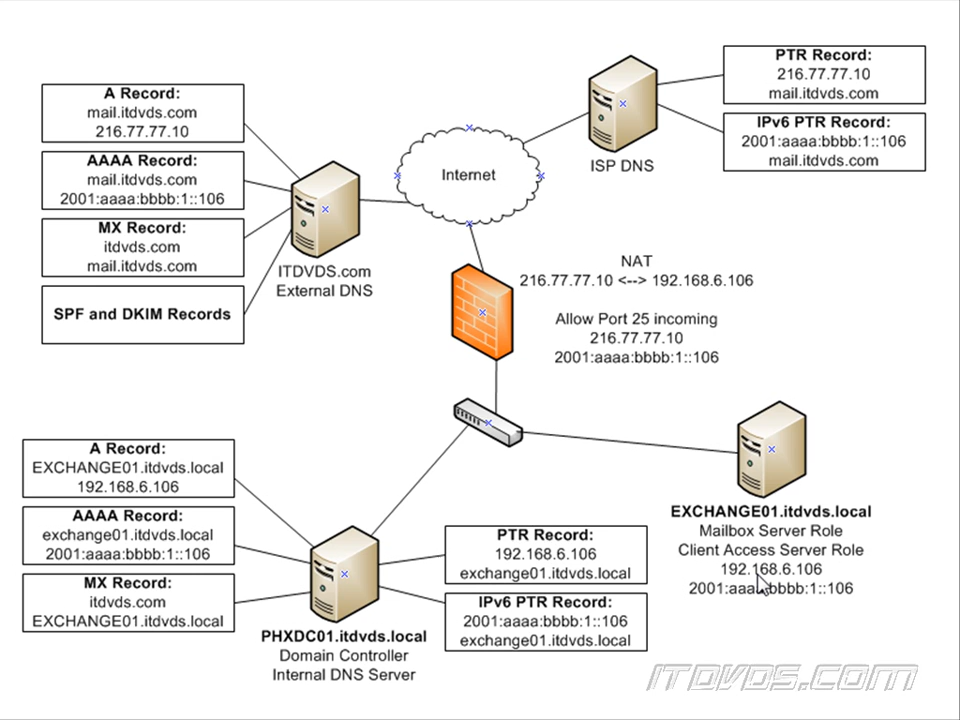 PTR Record:
216.77.77.10
mail.itdvds.com
IPv6 PTR Record:
2001:aaaa:bbbb:1::106
mail.itdvds.com
ISP DNS
A Record:
mail.itdvds.com
216.77.77.10
AAAA Record:
mail.itdvds.com
2001:aaaa:bbbb:1::106
MX Record:
itdvds.com
mail.itdvds.com
SPF and DKIM Records
ITDVDS.com
External DNS
Internet
NAT
216.77.77.10 <--> 192.168.6.106
Allow Port 25 incoming
216.77.77.10
2001:aaaa:bbbb:1::106
A Record:
EXCHANGE01.itdvds.local
192.168.6.106
AAAA Record:
exchange01.itdvds.local
2001:aaaa:bbbb:1::106
MX Record:
itdvds.com
EXCHANGE01.itdvds.local
PTR Record:
192.168.6.106
exchange01.itdvds.local
IPv6 PTR Record:
2001:aaaa:bbbb:1::106
exchange01.itdvds.local
PHXDC01.itdvds.local
Domain Controller
Internal DNS Server
EXCHANGE01.itdvds.local
Mailbox Server Role
Client Access Server Role
192.168.6.106
2001:aaaa:bbbb:1::106
ITDVDS.COM